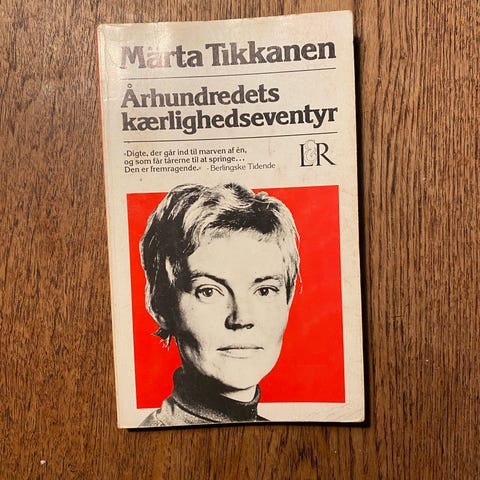 Märta Tikkanen
Århundredets
kærlighedseventyr
»Digte, der går ind til marven af én,
og som får tårerne til at springe...
Den er fremragende.« - Berlingske Tidende
L&R